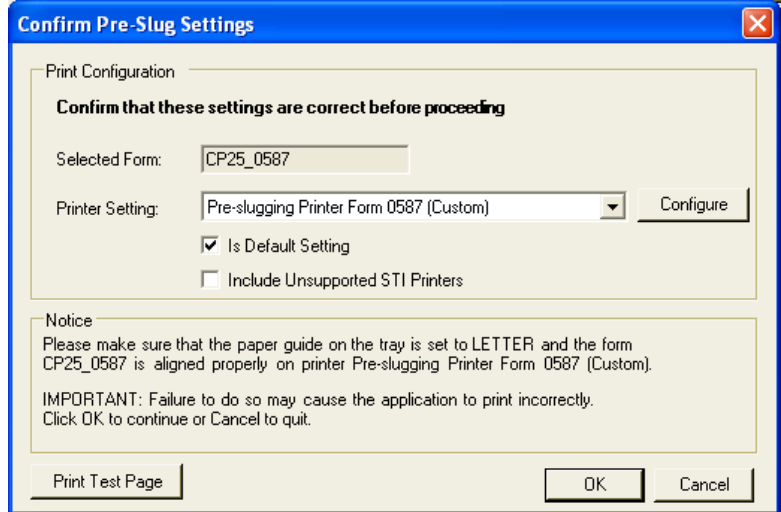 Confirm Pre-Slug Settings
Print Configuration
Confirm that these settings are correct before proceeding
Selected Form: CP25_0587
Printer Setting: Pre-slugging Printer Form 0587 (Custom) Configure
Is Default Setting
Include Unsupported STI Printers
Notice
Please make sure that the paper guide on the tray is set to LETTER and the form
CP25_0587 is aligned properly on printer Pre-slugging Printer Form 0587 (Custom).
IMPORTANT: Failure to do so may cause the application to print incorrectly.
Click OK to continue or Cancel to quit.
Print Test Page OK Cancel